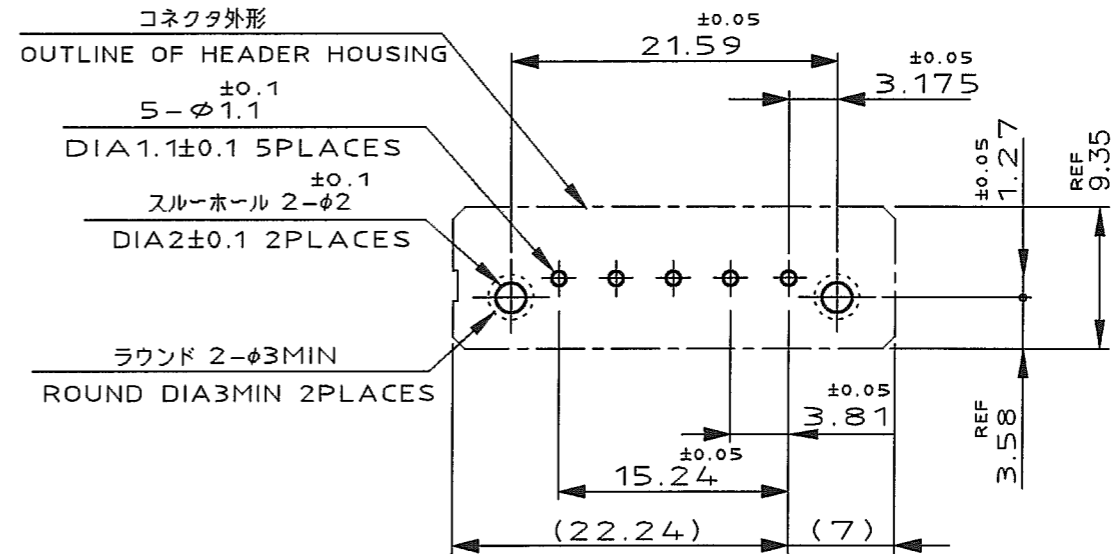 コネクタ外形
OUTLINE OF HEADER HOUSING
±0.1
5-φ1.1
DIA1.1±0.1 5PLACES
±0.1
スルーホール 2-φ2
DIA2±0.1 2PLACES
ラウンド 2-φ3MIN
ROUND DIA3MIN 2PLACES
±0.05
21.59
±0.05
3.175
±0.05
1.27
REF
9.35
±0.05
3.81
REF
3.58
±0.05
15.24
(22.24)
(7)